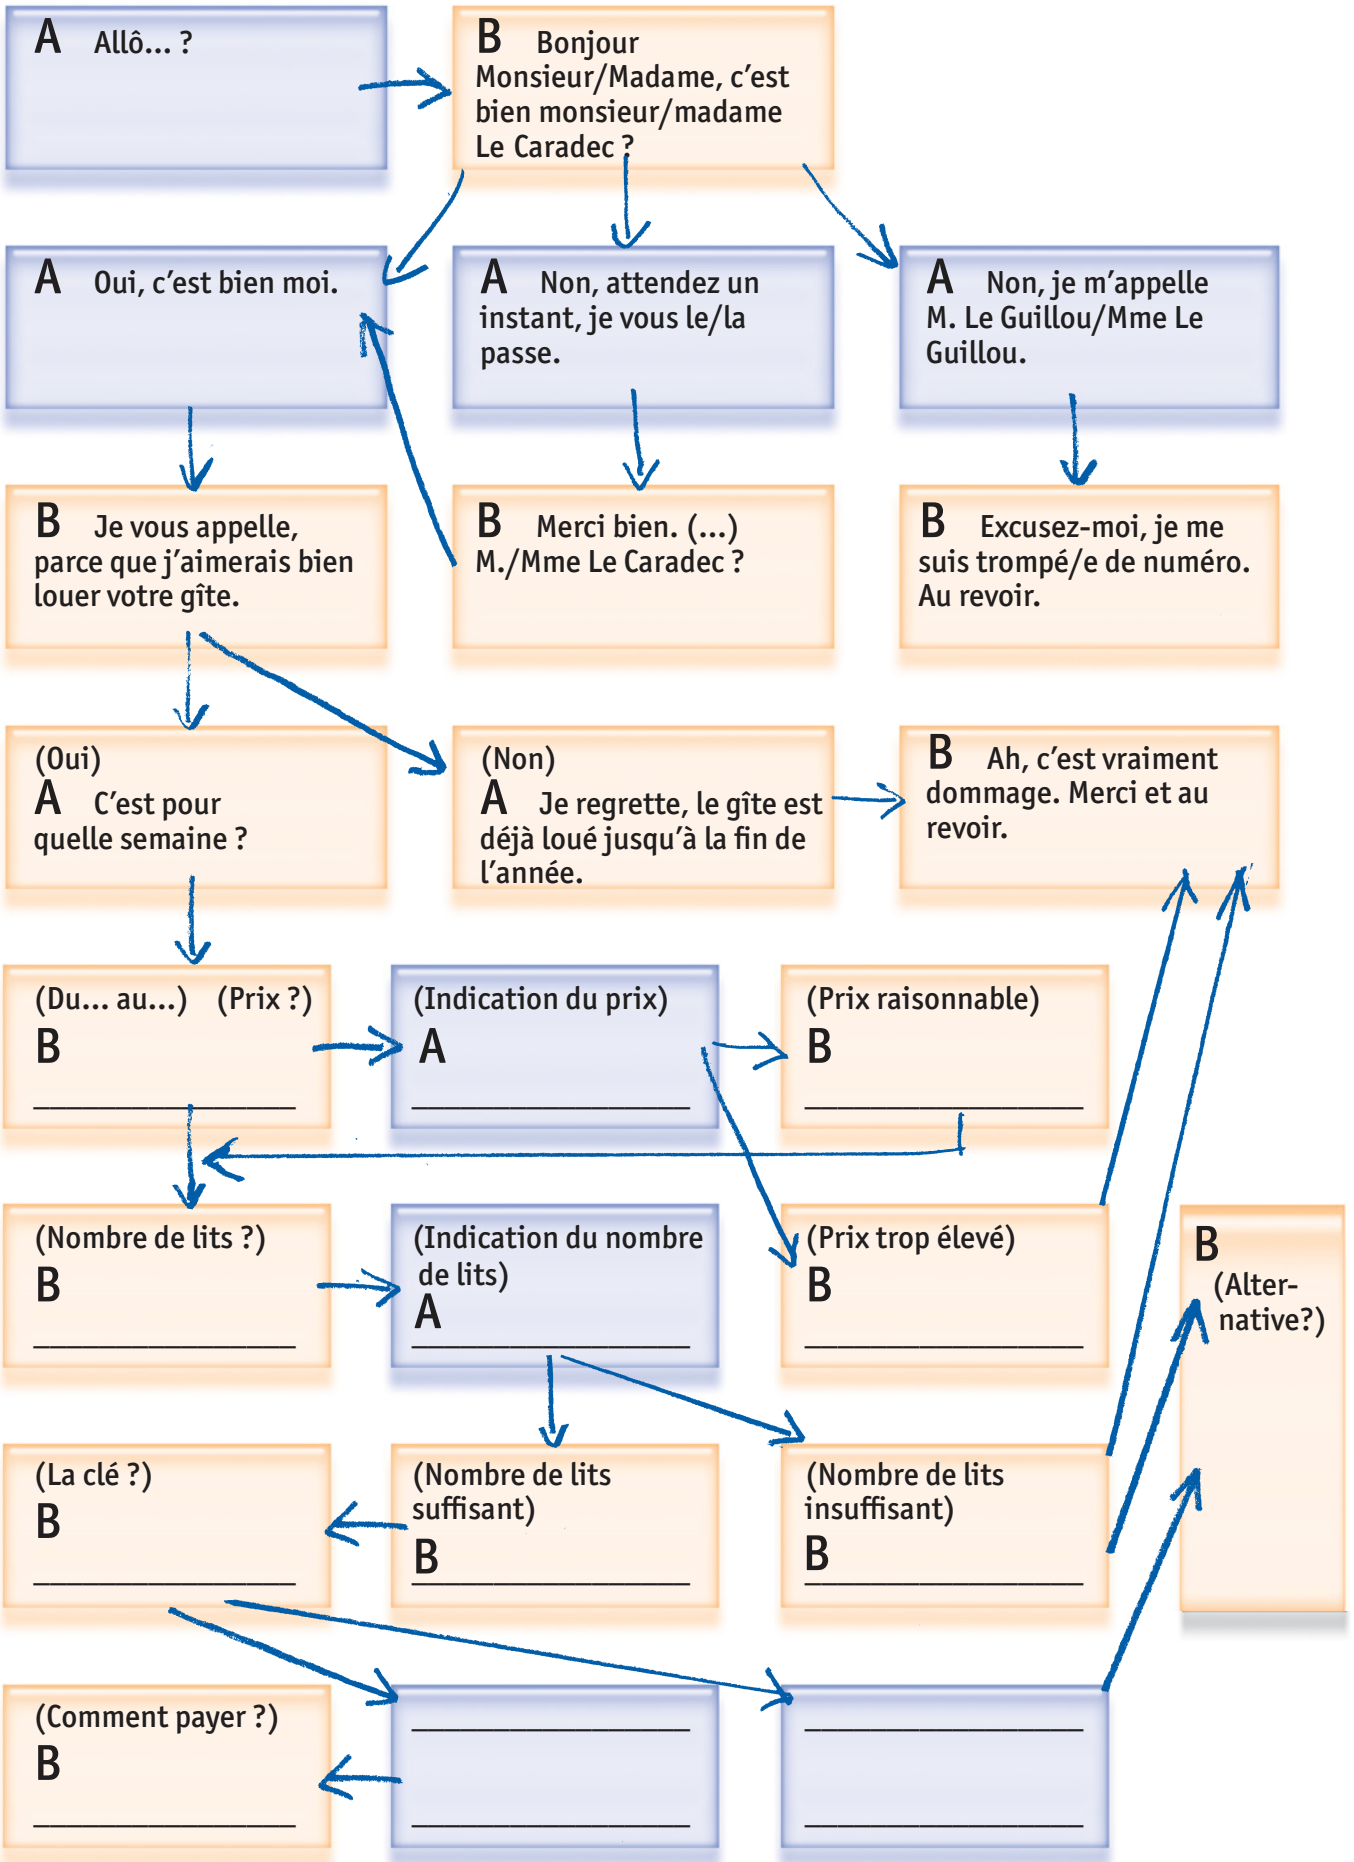 A Allô... ?
B Bonjour
Monsieur/Madame, c'est
bien monsieur/madame
Le Caradec ?
A Oui, c'est bien moi.
A Non, attendez un
instant, je vous le/la
passe.
A Non, je m'appelle
M. Le Guillou/Mme Le
Guillou.
B Je vous appelle,
parce que j'aimerais bien
louer votre gîte.
B Merci bien. (...)
M./Mme Le Caradec ?
B Excusez-moi, je me
suis trompé/e de numéro.
Au revoir.
(Oui)
A C'est pour
quelle semaine ?
(Non)
A Je regrette, le gîte est
déjà loué jusqu'à la fin de
l'année.
B Ah, c'est vraiment
dommage. Merci et au
revoir.
(Du... au...) (Prix ?)
B
(Indication du prix)
A
(Prix raisonnable)
B
(Nombre de lits ?)
B
(Indication du nombre
de lits)
A
(Prix trop élevé)
B
B
(Alter-
native?)
(La clé ?)
B
(Nombre de lits
suffisant)
B
(Nombre de lits
insuffisant)
B
(Comment payer ?)
B